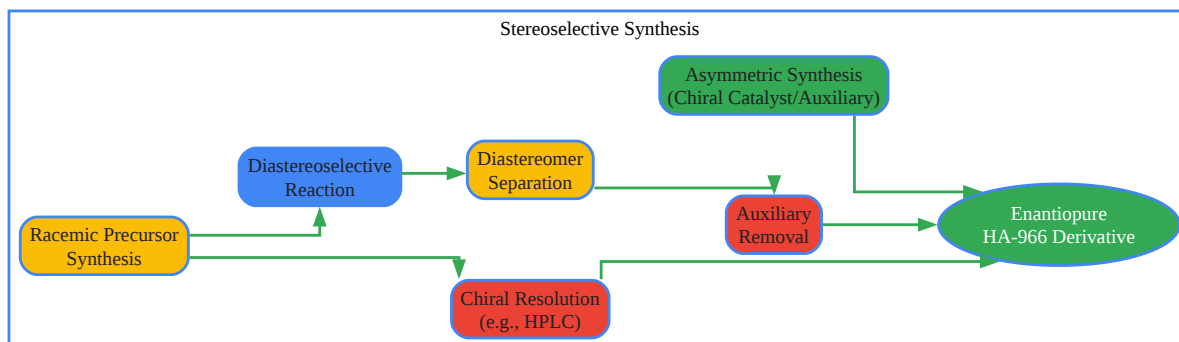 Stereoselective Synthesis
Asymmetric Synthesis
(Chiral Catalyst/Auxiliary)
Diastereoselective
Reaction
Diastereomer
Separation
Auxiliary
Removal
Enantiopure
HA-966 Derivative
Racemic Precursor
Synthesis
Chiral Resolution
(e.g., HPLC)